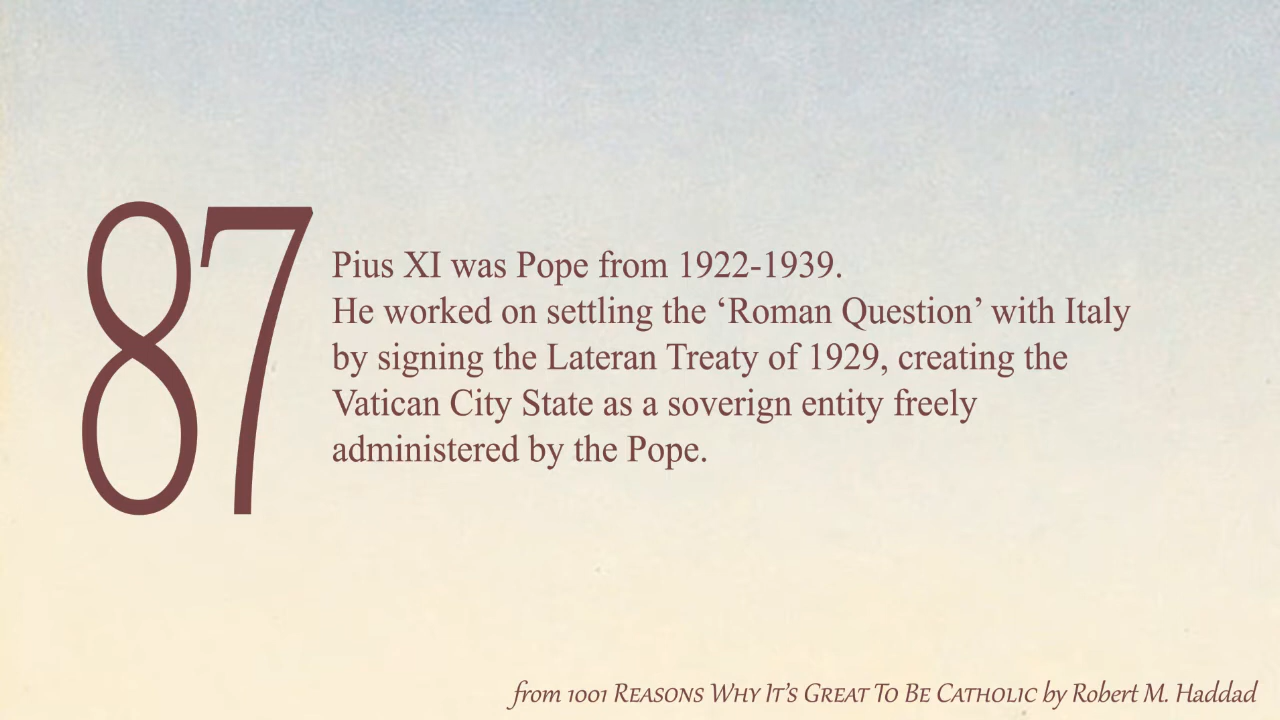 87
Pius XI was Pope from 1922-1939.
He worked on settling the ‘Roman Question’ with Italy
by signing the Lateran Treaty of 1929, creating the
Vatican City State as a soverign entity freely
administered by the Pope.
from 1001 Reasons Why It’s Great To Be Catholic by Robert M. Haddad